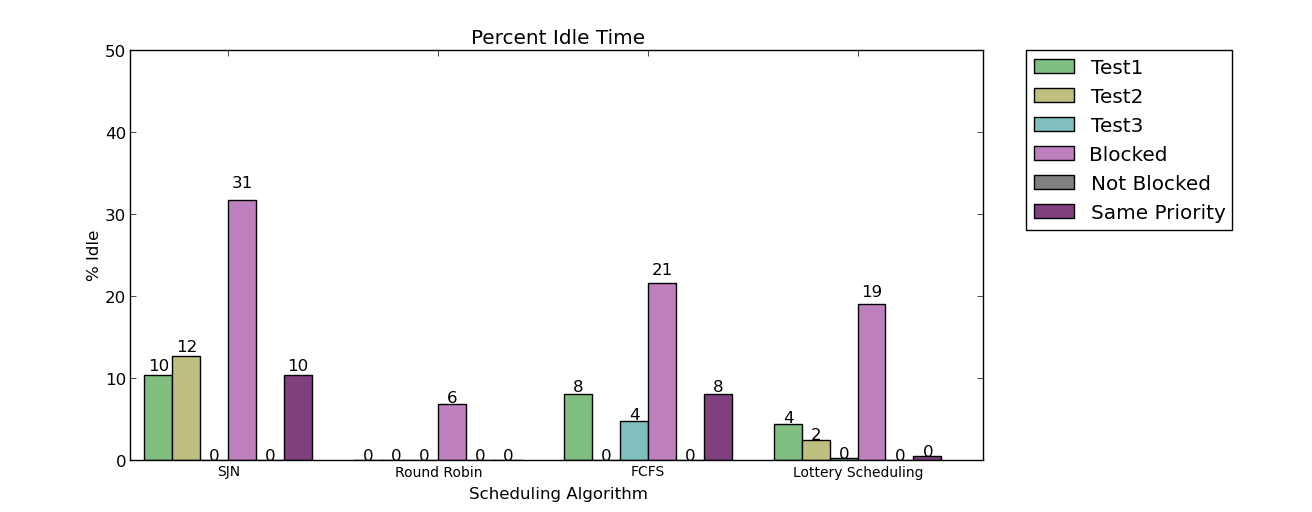 Percent Idle Time
50
40
30
20
10
0
% Idle
10 12 0 31 0 10
0 0 0 6 0 0
8 0 4 21 0 8
4 2 0 19 0 0
SJN Round Robin FCFS Lottery Scheduling
Scheduling Algorithm
Test1
Test2
Test3
Blocked
Not Blocked
Same Priority